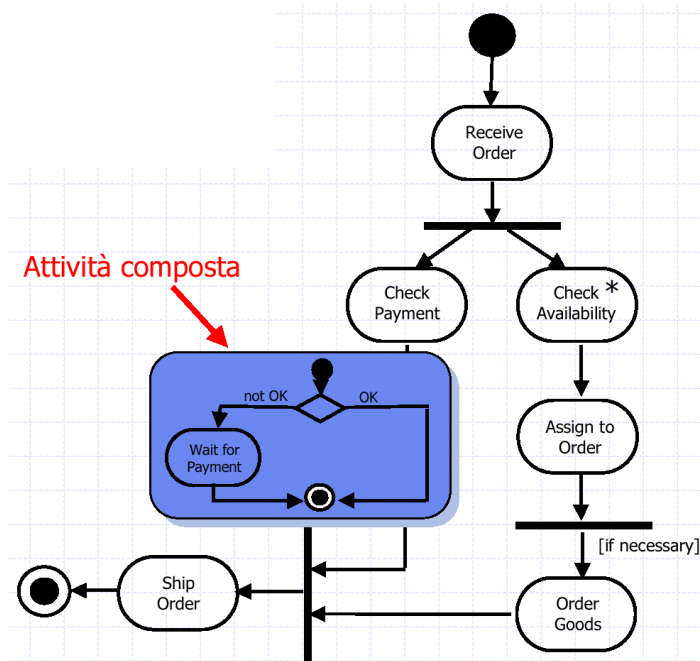 Receive
Order
Attività composta
Check
Payment
Check *
Availability
not OK
OK
Wait for
Payment
Assign to
Order
[if necessary]
Ship
Order
Order
Goods